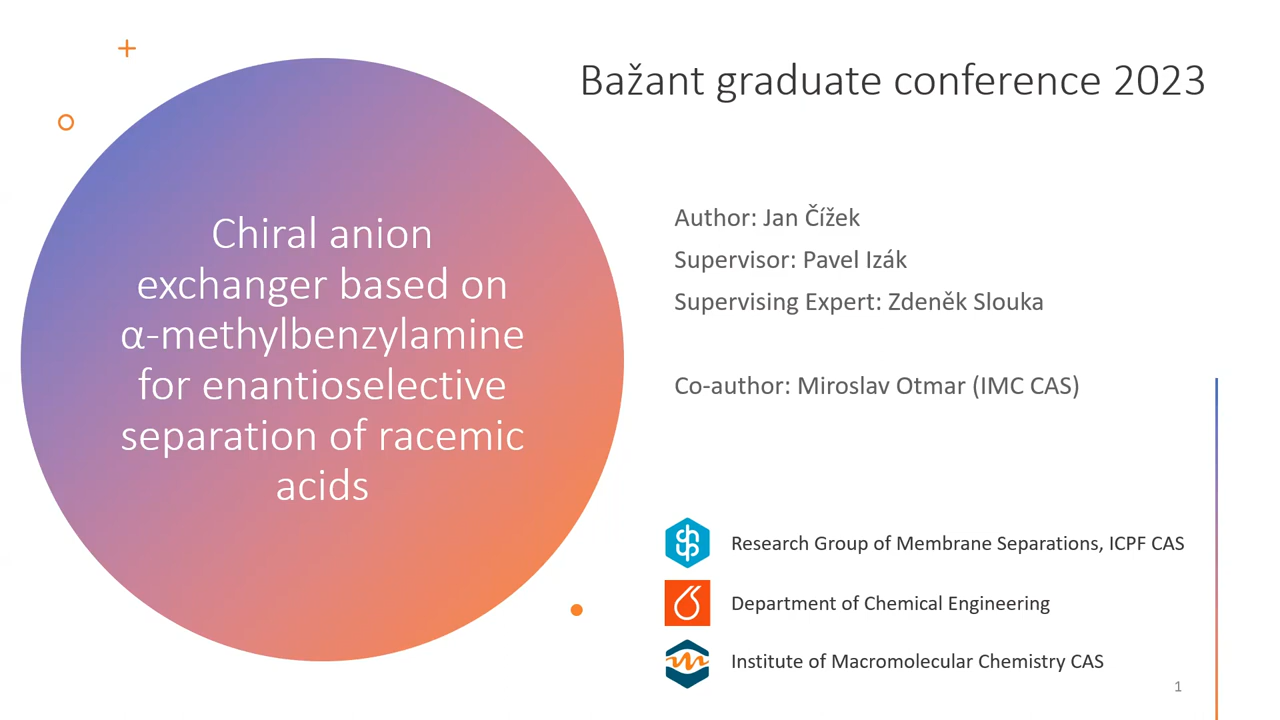 Bažant graduate conference 2023
Chiral anion
exchanger based on
α-methylbenzylamine
for enantioselective
separation of racemic
acids
Author: Jan Čížek
Supervisor: Pavel Izák
Supervising Expert: Zdeněk Slouka
Co-author: Miroslav Otmar (IMC CAS)
Research Group of Membrane Separations, ICPF CAS
Department of Chemical Engineering
Institute of Macromolecular Chemistry CAS
1